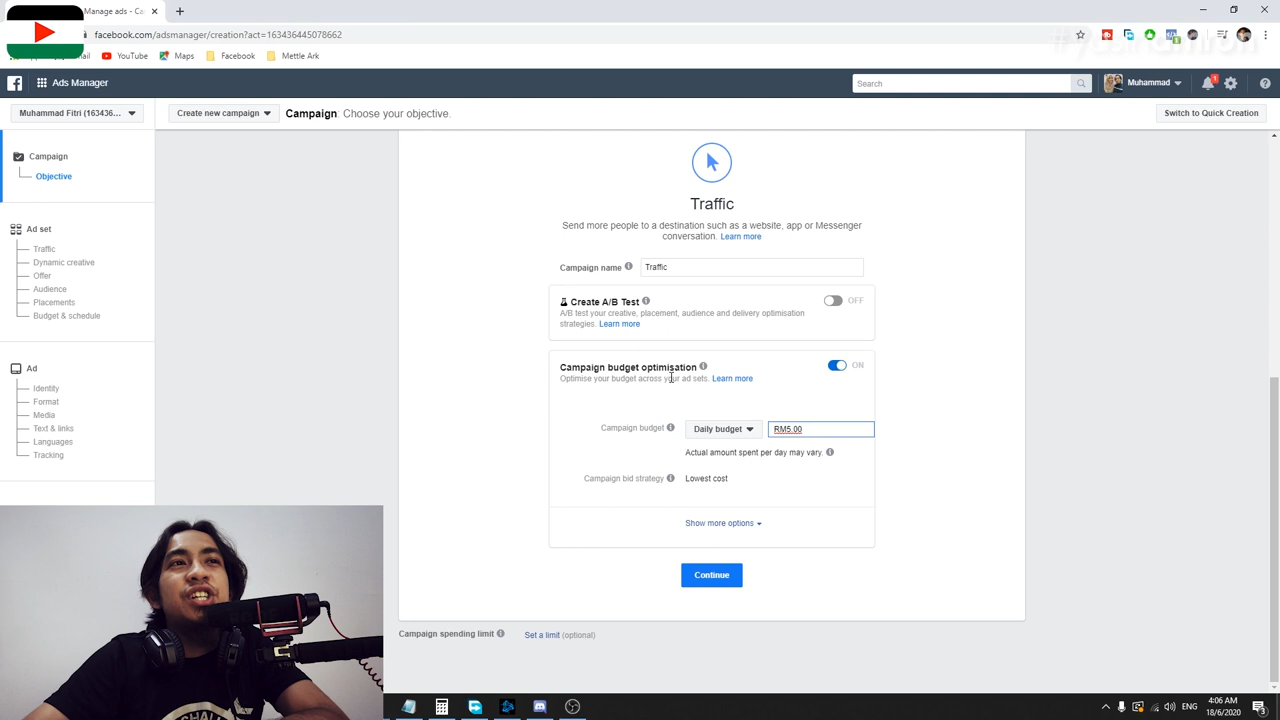 Manage ads - Ca
facebook.com/adsmanager/creation?act=163436445078662
YouTube
Maps
Facebook
Mettle Ark
Ads Manager
Search
Muhammad
1
Muhammad Fitri (163436...
Create new campaign
Campaign: Choose your objective.
Switch to Quick Creation
Campaign
Objective
Ad set
Traffic
Dynamic creative
Offer
Audience
Placements
Budget & schedule
Ad
Identity
Format
Media
Text & links
Languages
Tracking
Traffic
Send more people to a destination such as a website, app or Messenger
conversation. Learn more
Campaign name
Traffic
Create A/B Test
OFF
A/B test your creative, placement, audience and delivery optimisation
strategies. Learn more
Campaign budget optimisation
ON
Optimise your budget across your ad sets. Learn more
Campaign budget
Daily budget
RM5.00
Actual amount spent per day may vary.
Campaign bid strategy
Lowest cost
Show more options
Continue
Campaign spending limit
Set a limit (optional)
ENG
4:06 AM
18/6/2020
3